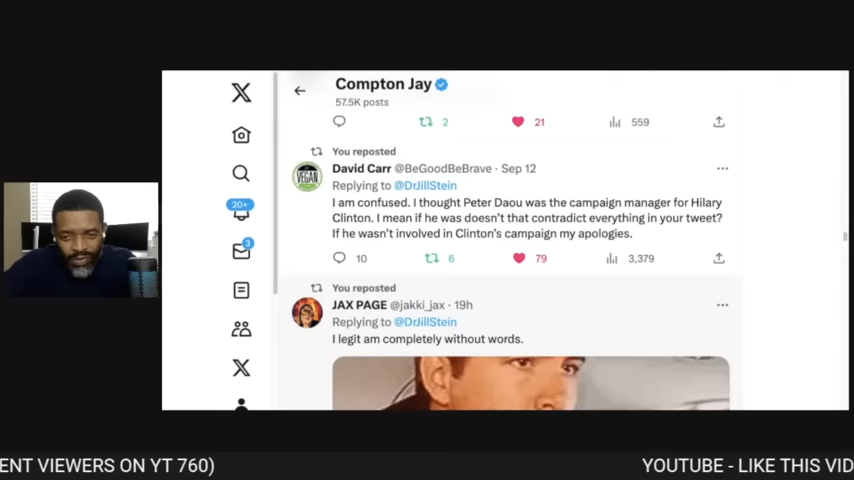 Compton Jay
57.5K posts
2 21 559
You reposted
David Carr @BeGoodBeBrave · Sep 12
VEGAN
Replying to @DrJillStein
I am confused. I thought Peter Daou was the campaign manager for Hilary
Clinton. I mean if he was doesn't that contradict everything in your tweet?
If he wasn't involved in Clinton's campaign my apologies.
20+
3
10 6 79 3,379
You reposted
JAX PAGE @jakki_jax · 19h
Replying to @DrJillStein
I legit am completely without words.
ENT VIEWERS ON YT 760) YOUTUBE - LIKE THIS VID